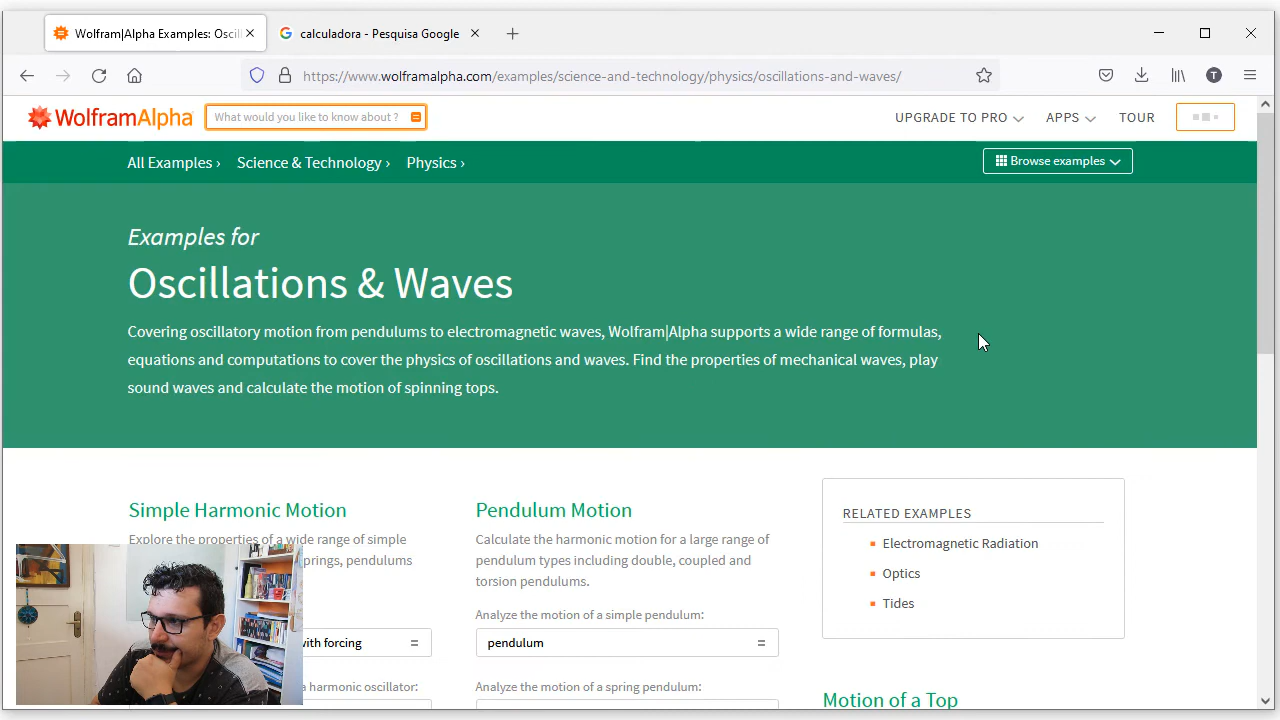 Wolfram|Alpha Examples: Oscil
calculadora - Pesquisa Google
https://www.wolframalpha.com/examples/science-and-technology/physics/oscillations-and-waves/
T
WolframAlpha
What would you like to know about ?
UPGRADE TO PRO
APPS
TOUR
All Examples ›
Science & Technology ›
Physics ›
Browse examples
Examples for
Oscillations & Waves
Covering oscillatory motion from pendulums to electromagnetic waves, Wolfram|Alpha supports a wide range of formulas,
equations and computations to cover the physics of oscillations and waves. Find the properties of mechanical waves, play
sound waves and calculate the motion of spinning tops.
Simple Harmonic Motion
Explore the properties of a wide range of simple
prings, pendulums
with forcing
a harmonic oscillator:
Pendulum Motion
Calculate the harmonic motion for a large range of
pendulum types including double, coupled and
torsion pendulums.
Analyze the motion of a simple pendulum:
pendulum
Analyze the motion of a spring pendulum:
RELATED EXAMPLES
Electromagnetic Radiation
Optics
Tides
Motion of a Top